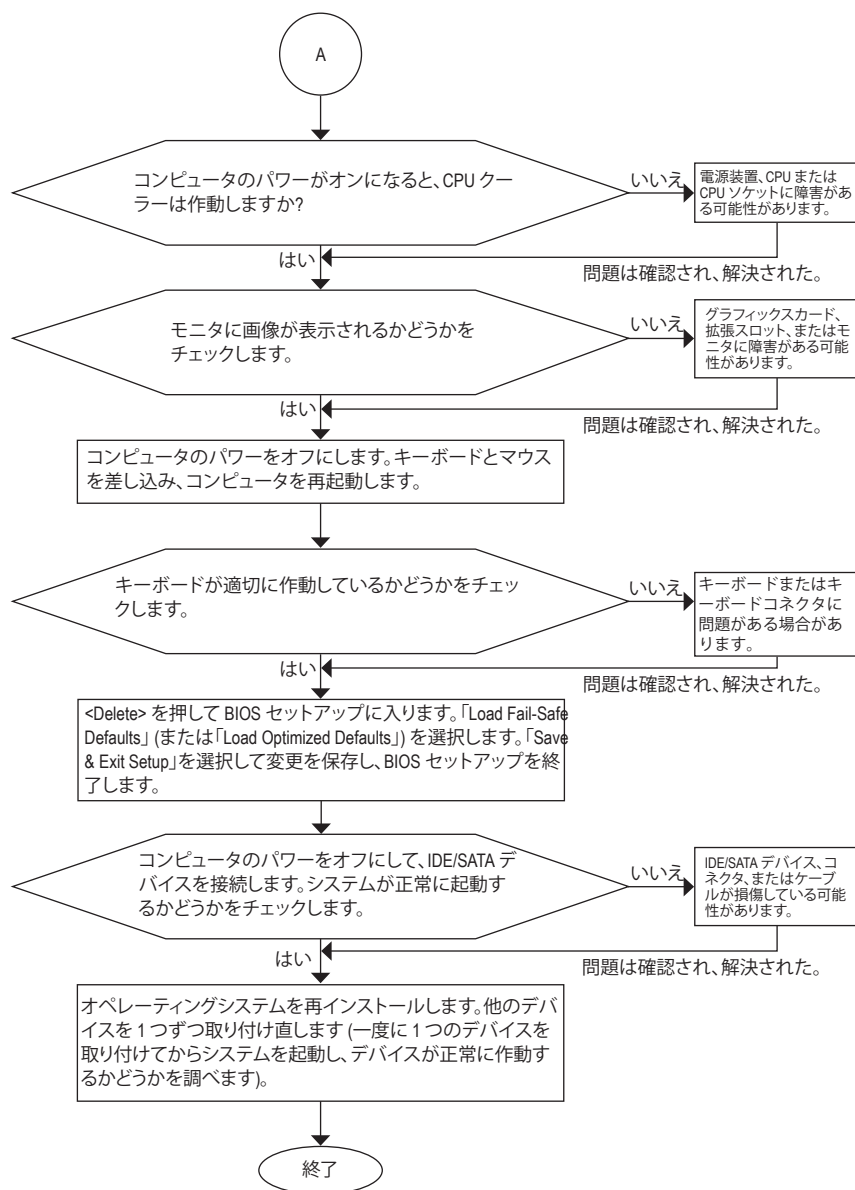 A
コンピュータのパワーがオンになると、CPU クー
ラーは作動しますか?
いいえ
電源装置、CPU または
CPU ソケットに障害があ
る可能性があります。
はい
問題は確認され、解決された。
モニタに画像が表示されるかどうかを
チェックします。
いいえ
グラフィックスカード、
拡張スロット、またはモ
ニタに障害がある可能
性があります。
はい
問題は確認され、解決された。
コンピュータのパワーをオフにします。キーボードとマウス
を差し込み、コンピュータを再起動します。
キーボードが適切に作動しているかどうかをチェッ
クします。
いいえ
キーボードまたはキ
ーボードコネクタに
問題がある場合があ
ります。
はい
問題は確認され、解決された。
<Delete> を押して BIOS セットアップに入ります。「Load Fail-Safe
Defaults」 (または「Load Optimized Defaults」) を選択します。「Save
& Exit Setup」を選択して変更を保存し、BIOS セットアップを終
了します。
コンピュータのパワーをオフにして、IDE/SATA デ
バイスを接続します。システムが正常に起動す
るかどうかをチェックします。
いいえ
IDE/SATA デバイス、コ
ネクタ、またはケーブ
ルが損傷している可能
性があります。
はい
問題は確認され、解決された。
オペレーティングシステムを再インストールします。他のデバ
イスを 1 つずつ取り付け直します (一度に 1 つのデバイスを
取り付けてからシステムを起動し、デバイスが正常に作動す
るかどうかを調べます)。
終了